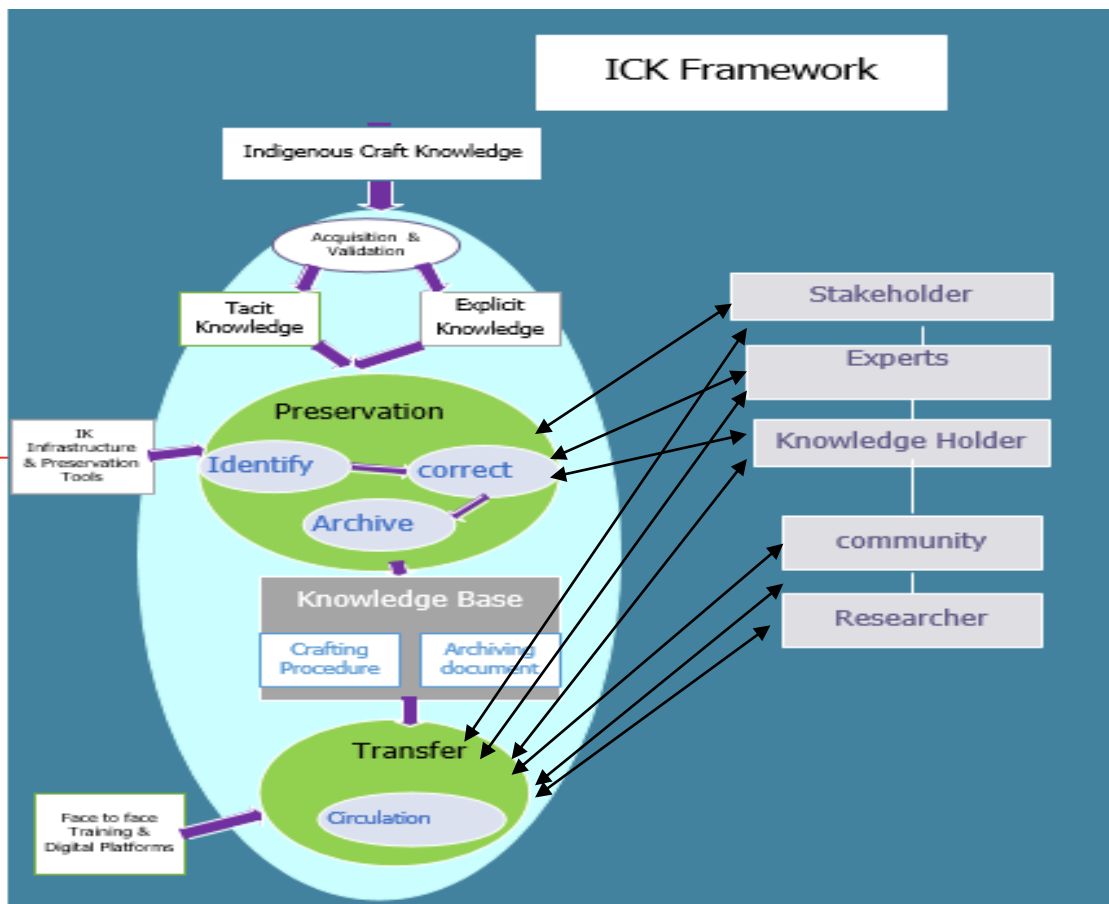 ICK Framework
Indigenous Craft Knowledge
Acquisition &
Validation
Tacit
Knowledge
Explicit
Knowledge
Stakeholder
Experts
Knowledge Holder
community
Researcher
Preservation
IK
Infrastructure
& Preservation
Tools
Identify
correct
Archive
Knowledge Base
Crafting
Procedure
Archiving
document
Transfer
Circulation
Face to face
Training &
Digital Platforms